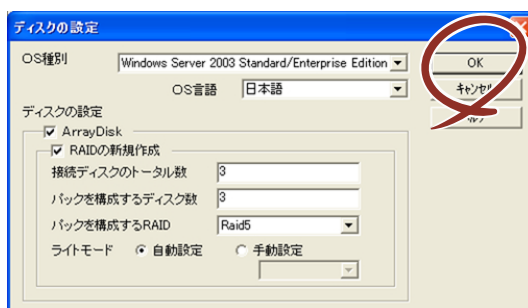 ディスクの設定
OS種別 Windows Server 2003 Standard/Enterprise Edition
OK
OS言語 日本語
キャンセル
ディスクの設定
ArrayDisk
RAIDの新規作成
接続ディスクのトータル数 3
パックを構成するディスク数 3
パックを構成するRAID Raid5
ライトモード 自動設定 手動設定